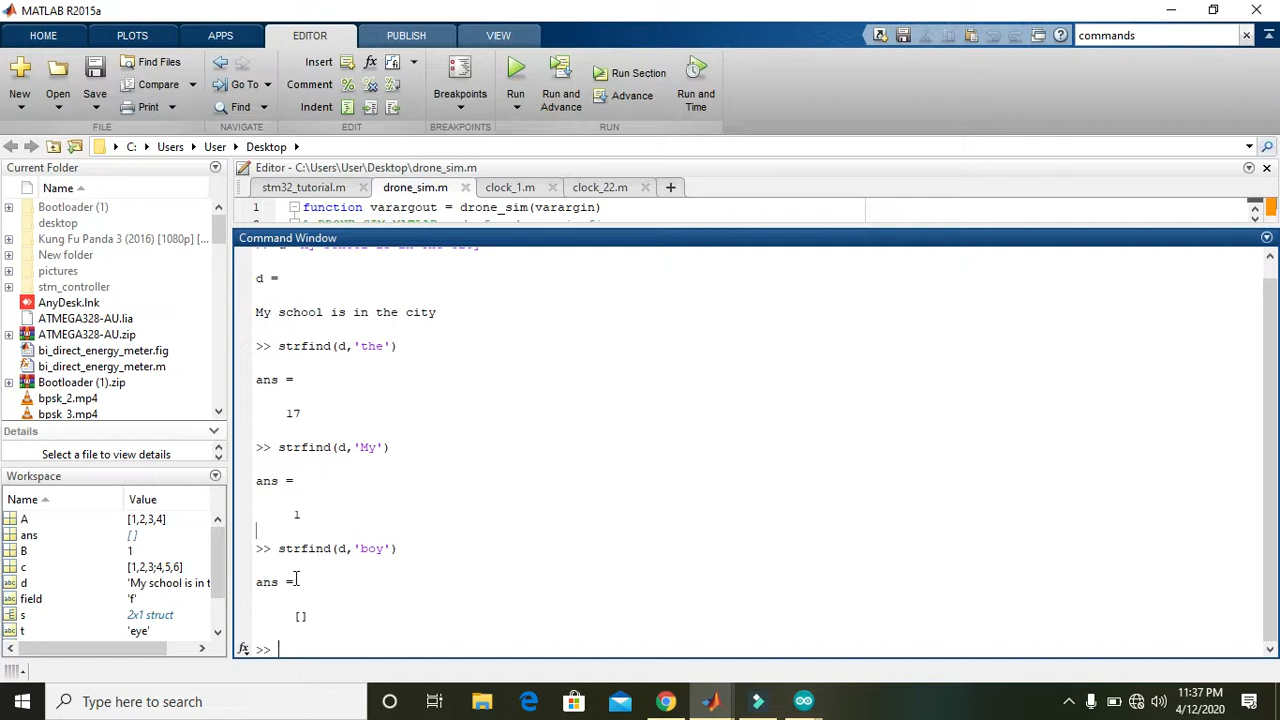 MATLAB R2015a
HOME PLOTS APPS EDITOR PUBLISH VIEW commands
New Open Save Find Files Compare Print
Go To Find
Insert Comment Indent
Breakpoints
Run Run and Advance Run Section Advance Run and Time
FILE NAVIGATE EDIT BREAKPOINTS RUN
C: Users User Desktop
Current Folder
Name
Bootloader (1)
desktop
Kung Fu Panda 3 (2016) [1080p] [...
New folder
pictures
stm_controller
AnyDesk.lnk
ATMEGA328-AU.lia
ATMEGA328-AU.zip
bi_direct_energy_meter.fig
bi_direct_energy_meter.m
Bootloader (1).zip
bpsk_2.mp4
bpsk_3.mp4
Details
Select a file to view details
Workspace
Name Value
A [1,2,3,4]
ans []
B 1
c [1,2,3;4,5,6]
d 'My school is in t
field 'f'
s 2x1 struct
t 'eye'
Editor - C:\Users\User\Desktop\drone_sim.m
stm32_tutorial.m drone_sim.m clock_1.m clock_22.m
1 function varargout = drone_sim(varargin)
Command Window
d =
My school is in the city
>> strfind(d,'the')
ans =
17
>> strfind(d,'My')
ans =
1
>> strfind(d,'boy')
ans =
[]
fx >>
Type here to search
11:37 PM
4/12/2020